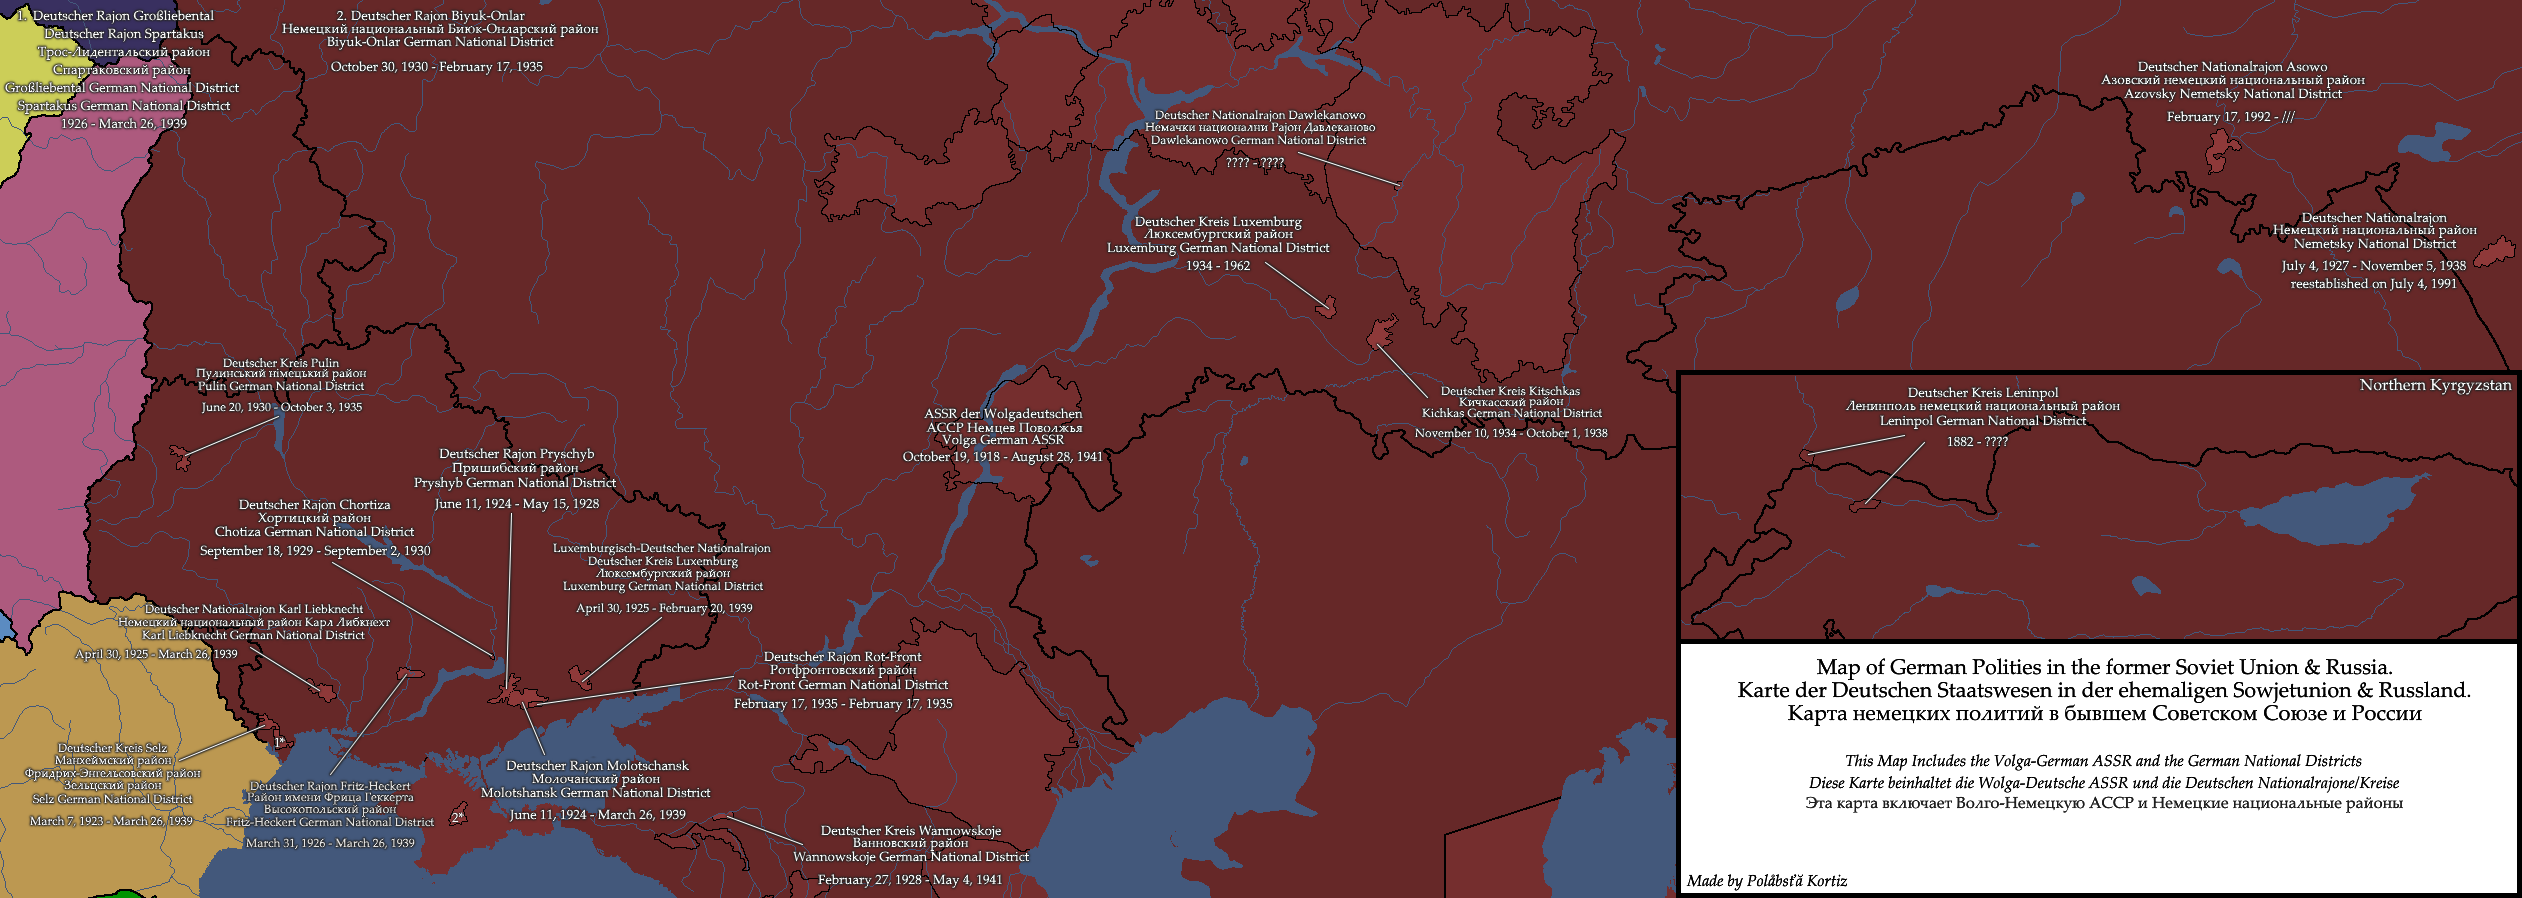 1. Deutscher Rajon Großliebental
Deutscher Rajon Spartakus
Трос-Лидентальский район
Спартаковский район
Großliebental German National District
Spartakus German National District
1926 - March 26, 1939
2. Deutscher Rajon Biyuk-Onlar
Немецкий национальный Биюк-Онларский район
Biyuk-Onlar German National District
October 30, 1930 - February 17, 1935
Deutscher Nationalrajon Dawlekanowo
Немачки национални Рајон Давлеканово
Dawlekanowo German National District
???? - ????
Deutscher Nationalrajon Asowo
Азовский немецкий национальный район
Azovsky Nemetsky National District
February 17, 1992 - ///
Deutscher Kreis Luxemburg
Люксембургский район
Luxemburg German National District
1934 - 1962
Deutscher Nationalrajon
Немецкий национальный район
Nemetsky National District
July 4, 1927 - November 5, 1938
reestablished on July 4, 1991
Deutscher Kreis Pulin
Пулинський німецький район
Pulin German National District
June 20, 1930 - October 3, 1935
Deutscher Kreis Kitschkas
Кичкасский район
Kichkas German National District
November 10, 1934 - October 1, 1938
ASSR der Wolgadeutschen
АССР Немцев Поволжья
Volga German ASSR
October 19, 1918 - August 28, 1941
Deutscher Rajon Pryschyb
Пришибский район
Pryshyb German National District
June 11, 1924 - May 15, 1928
Deutscher Rajon Chortiza
Хортицкий район
Chotiza German National District
September 18, 1929 - September 2, 1930
Luxemburgisch-Deutscher Nationalrajon
Deutscher Kreis Luxemburg
Люксембургский район
Luxemburg German National District
April 30, 1925 - February 20, 1939
Deutscher Nationalrajon Karl Liebknecht
Немецкий национальный район Карл Либкнехт
Karl Liebknecht German National District
April 30, 1925 - March 26, 1939
Deutscher Rajon Rot-Front
Ротфронтовский район
Rot-Front German National District
February 17, 1935 - February 17, 1935
1*
Deutscher Kreis Selz
Манхеймский район
Фридрих-Энгельсовский район
Зельцский район
Selz German National District
March 7, 1923 - March 26, 1939
Deutscher Rajon Fritz-Heckert
Район имени Фрица Геккерта
Высокопольский район
Fritz-Heckert German National District
March 31, 1926 - March 26, 1939
2*
Deutscher Rajon Molotschansk
Молочанский район
Molotshansk German National District
June 11, 1924 - March 26, 1939
Deutscher Kreis Wannowskoje
Ванновский район
Wannowskoje German National District
February 27, 1928 - May 4, 1941
Northern Kyrgyzstan
Deutscher Kreis Leninpol
Ленинполь немецкий национальный район
Leninpol German National District
1882 - ????
Map of German Polities in the former Soviet Union & Russia.
Karte der Deutschen Staatswesen in der ehemaligen Sowjetunion & Russland.
Карта немецких политий в бывшем Советском Союзе и России
This Map Includes the Volga-German ASSR and the German National Districts
Diese Karte beinhaltet die Wolga-Deutsche ASSR und die Deutschen Nationalrajone/Kreise
Эта карта включает Волго-Немецкую АССР и Немецкие национальные районы
Made by Polåbsťă Kortiz